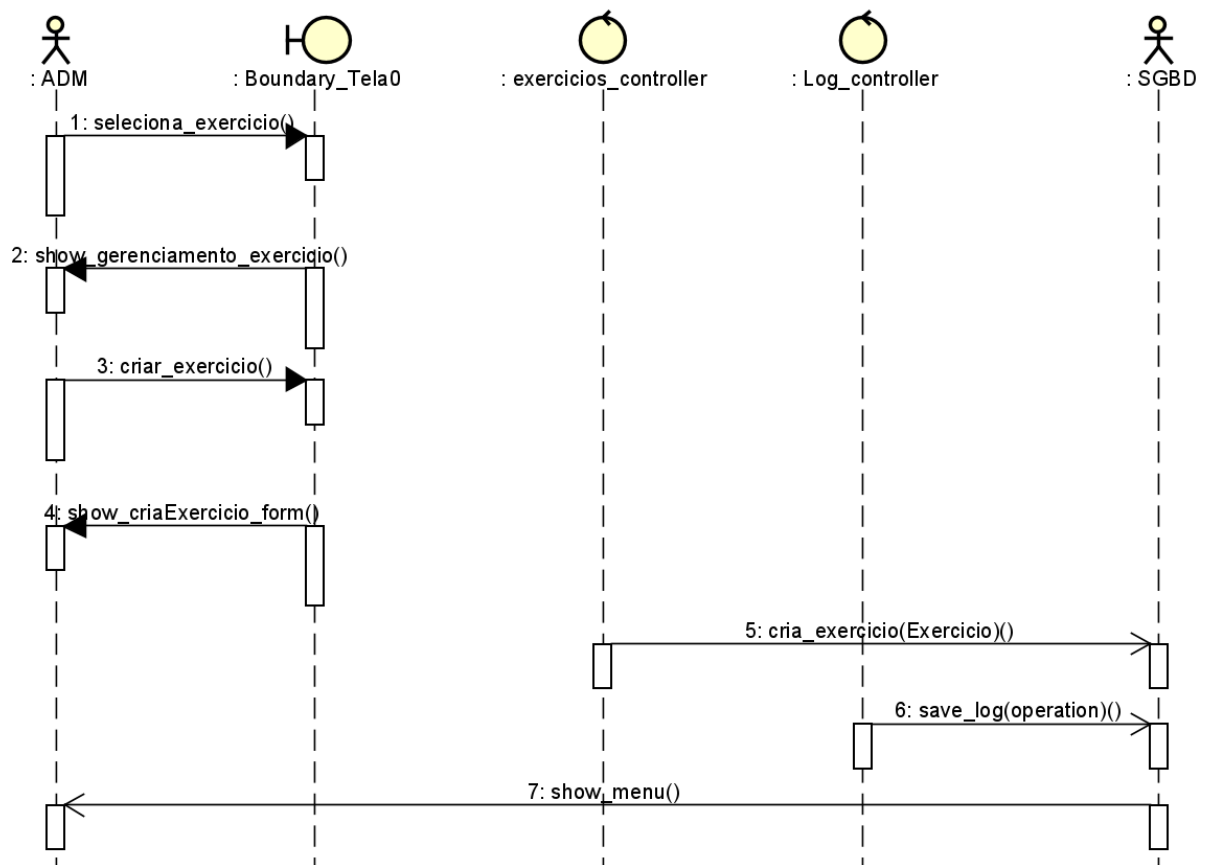 : ADM
: Boundary_Tela0
: exercicios_controller
: Log_controller
: SGBD
1: seleciona_exercicio()
2: show_gerenciamento_exercicio()
3: criar_exercicio()
4: show_criaExercicio_form()
5: cria_exercicio(Exercicio)()
6: save_log(operation)()
7: show_menu()